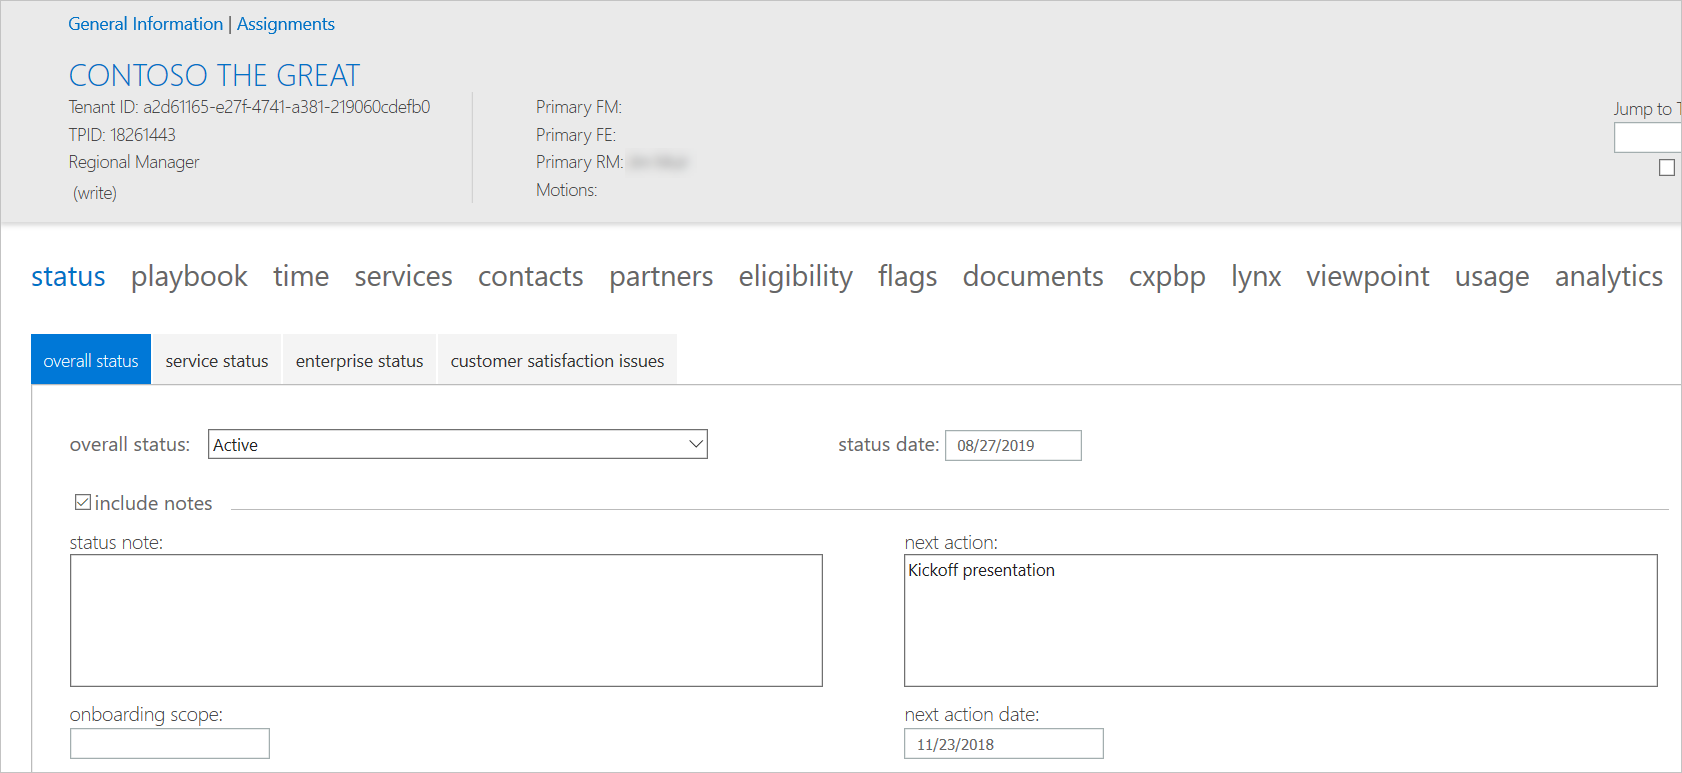 General Information | Assignments
CONTOSO THE GREAT
Tenant ID: a2d61165-e27f-4741-a381-219060cdefb0
TPID: 18261443
Regional Manager
(write)
Primary FM:
Primary FE:
Primary RM:
Motions:
Jump to
status playbook time services contacts partners eligibility flags documents cxpbp lynx viewpoint usage analytics
overall status service status enterprise status customer satisfaction issues
overall status: Active status date: 08/27/2019
include notes
status note: next action:
Kickoff presentation
onboarding scope: next action date:
11/23/2018